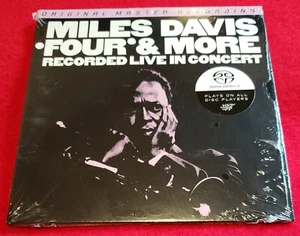 ORIGINAL MASTER RECORDING
MILES DAVIS
'FOUR' & MORE
RECORDED LIVE IN CONCERT
PLAYS ON ALL
DISC PLAYERS